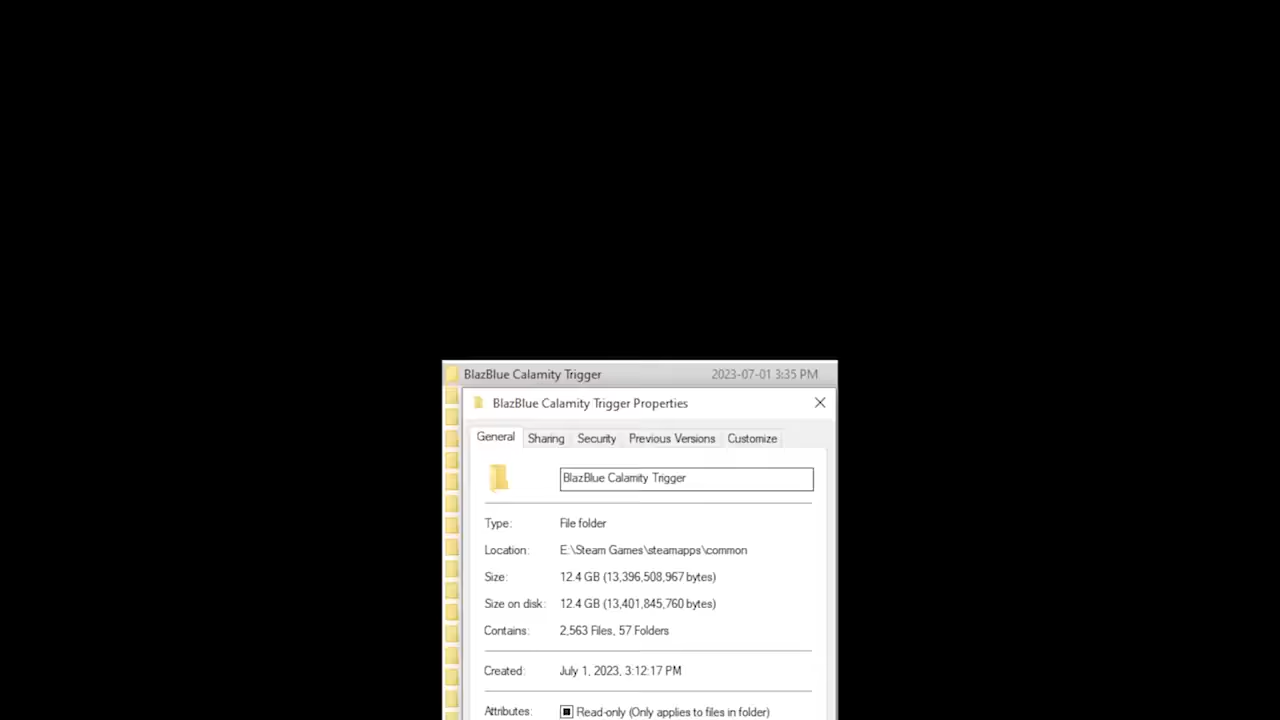 BlazBlue Calamity Trigger 2023-07-01 3:35 PM
BlazBlue Calamity Trigger Properties
General Sharing Security Previous Versions Customize
BlazBlue Calamity Trigger
Type: File folder
Location: E:\Steam Games\steamapps\common
Size: 12.4 GB (13,396,508,967 bytes)
Size on disk: 12.4 GB (13,401,845,760 bytes)
Contains: 2,563 Files, 57 Folders
Created: July 1, 2023, 3:12:17 PM
Attributes: Read-only (Only applies to files in folder)